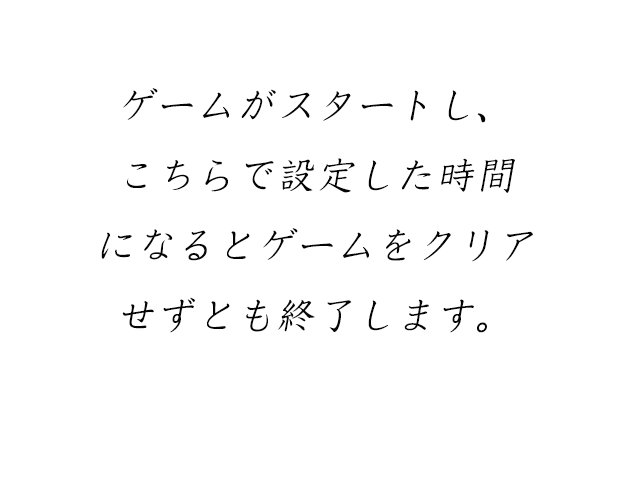 ゲームがスタートし、
こちらで設定した時間
になるとゲームをクリア
せずとも終了します。